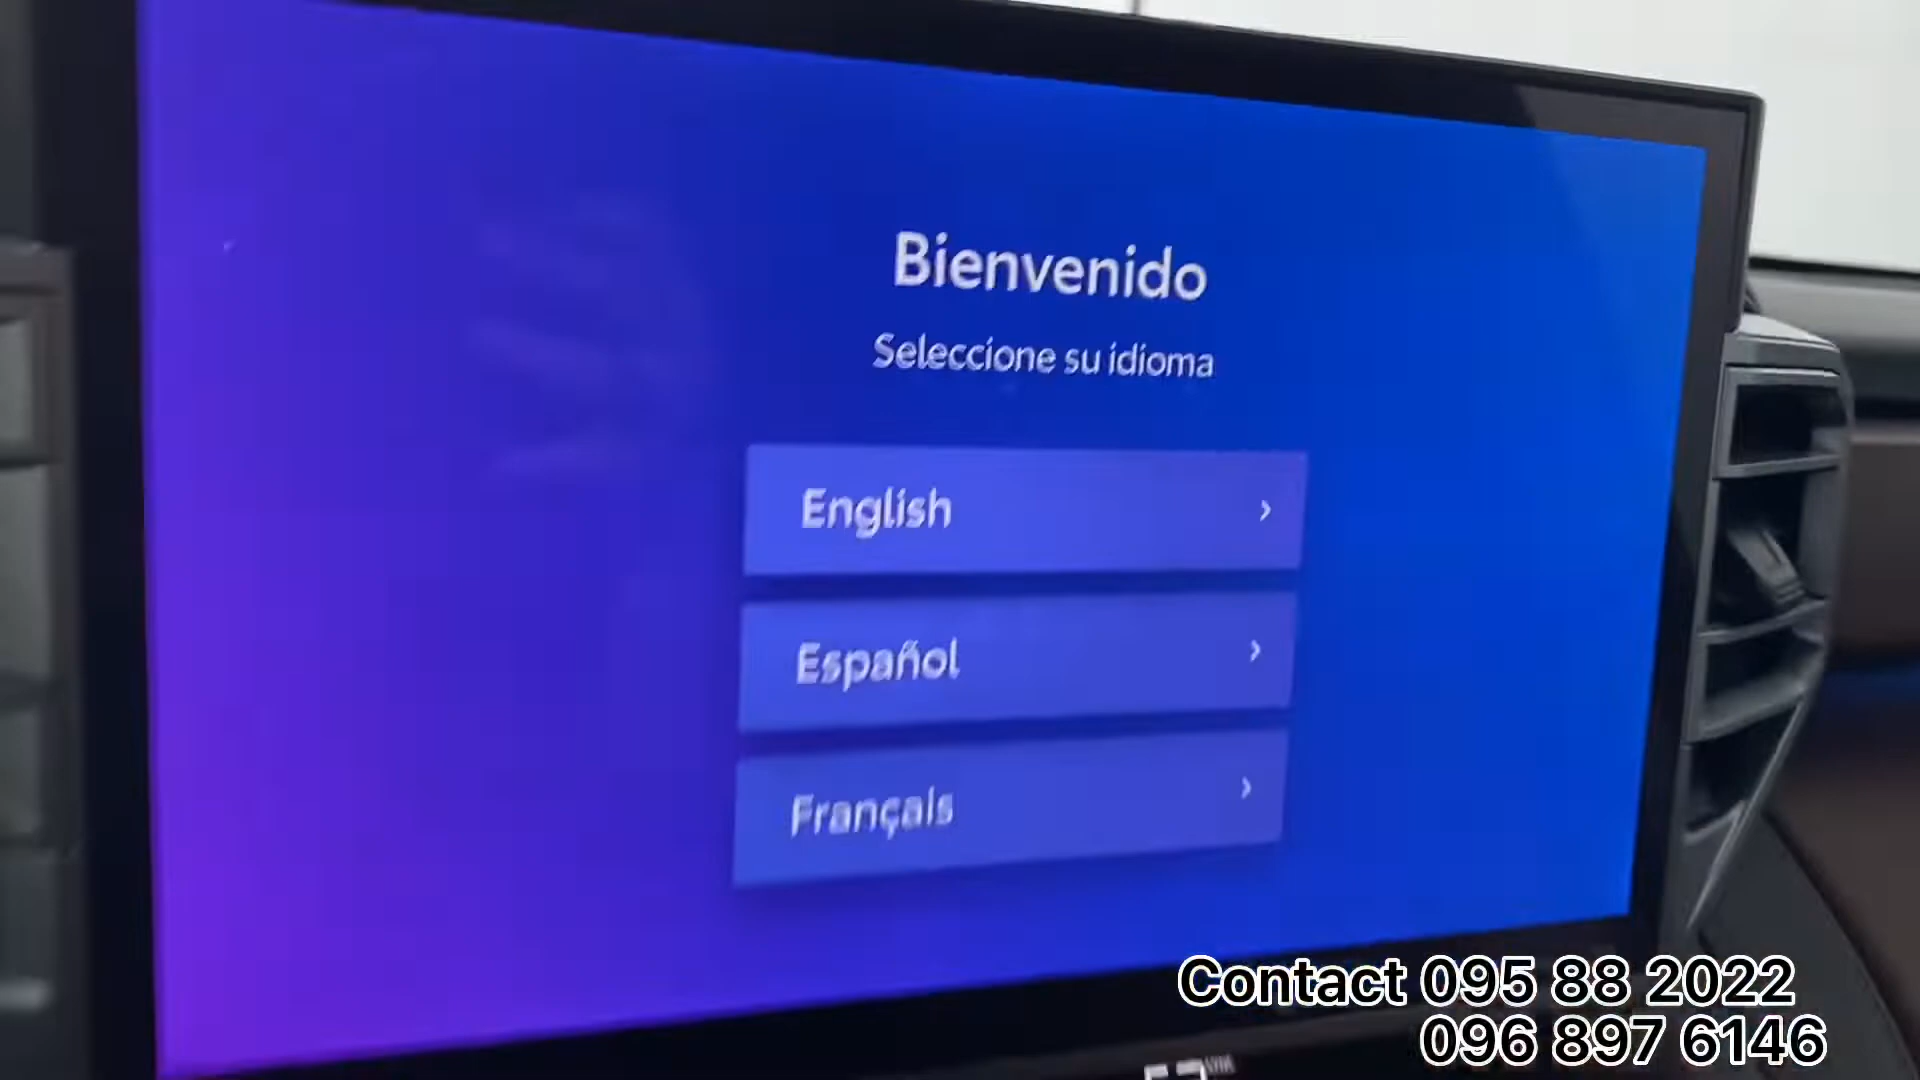 Bienvenido
Seleccione su idioma
English
Español
Français
Contact 095 88 2022
096 897 6146